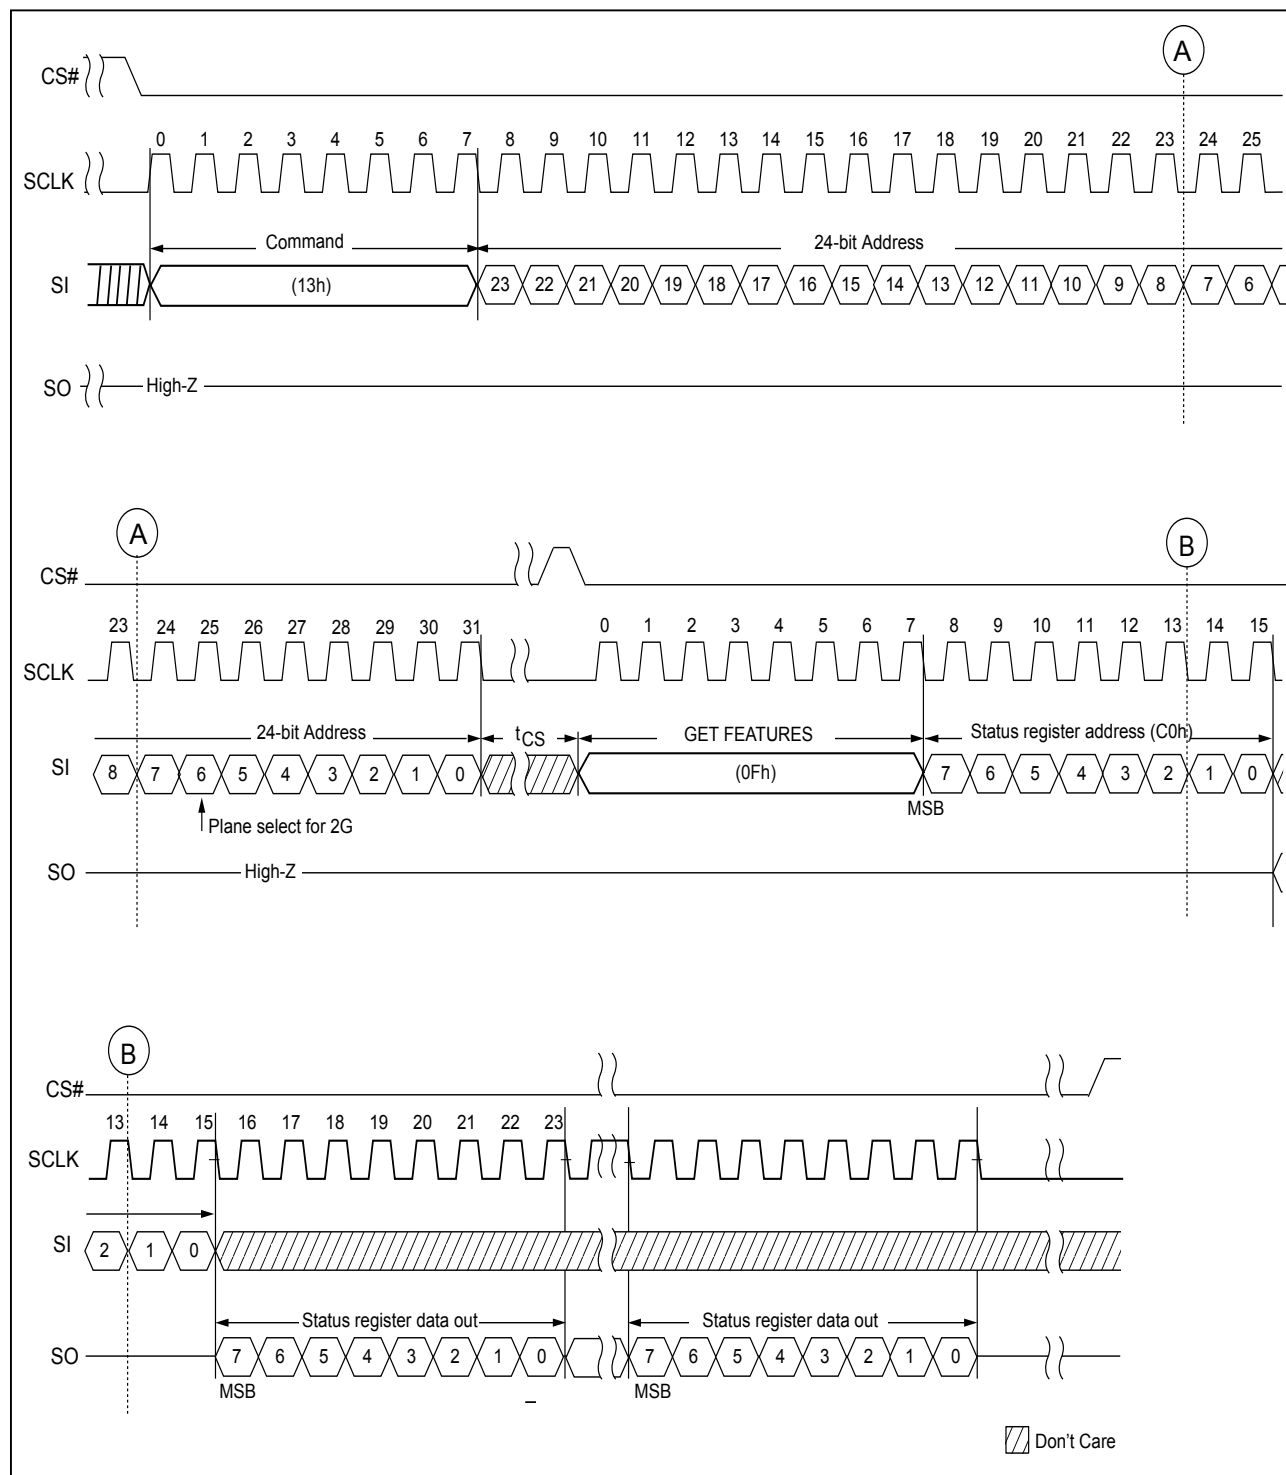 A
CS#
0 1 2 3 4 5 6 7 8 9 10 11 12 13 14 15 16 17 18 19 20 21 22 23 24 25
SCLK
Command 24-bit Address
SI (13h) 23 22 21 20 19 18 17 16 15 14 13 12 11 10 9 8 7 6
SO High-Z
A B
CS#
23 24 25 26 27 28 29 30 31 0 1 2 3 4 5 6 7 8 9 10 11 12 13 14 15
SCLK
24-bit Address tCS GET FEATURES Status register address (C0h)
SI 8 7 6 5 4 3 2 1 0 (0Fh) 7 6 5 4 3 2 1 0
MSB
Plane select for 2G
SO High-Z
B
CS#
13 14 15 16 17 18 19 20 21 22 23
SCLK
SI 2 1 0
Status register data out Status register data out
SO 7 6 5 4 3 2 1 0 7 6 5 4 3 2 1 0
MSB MSB
Don't Care